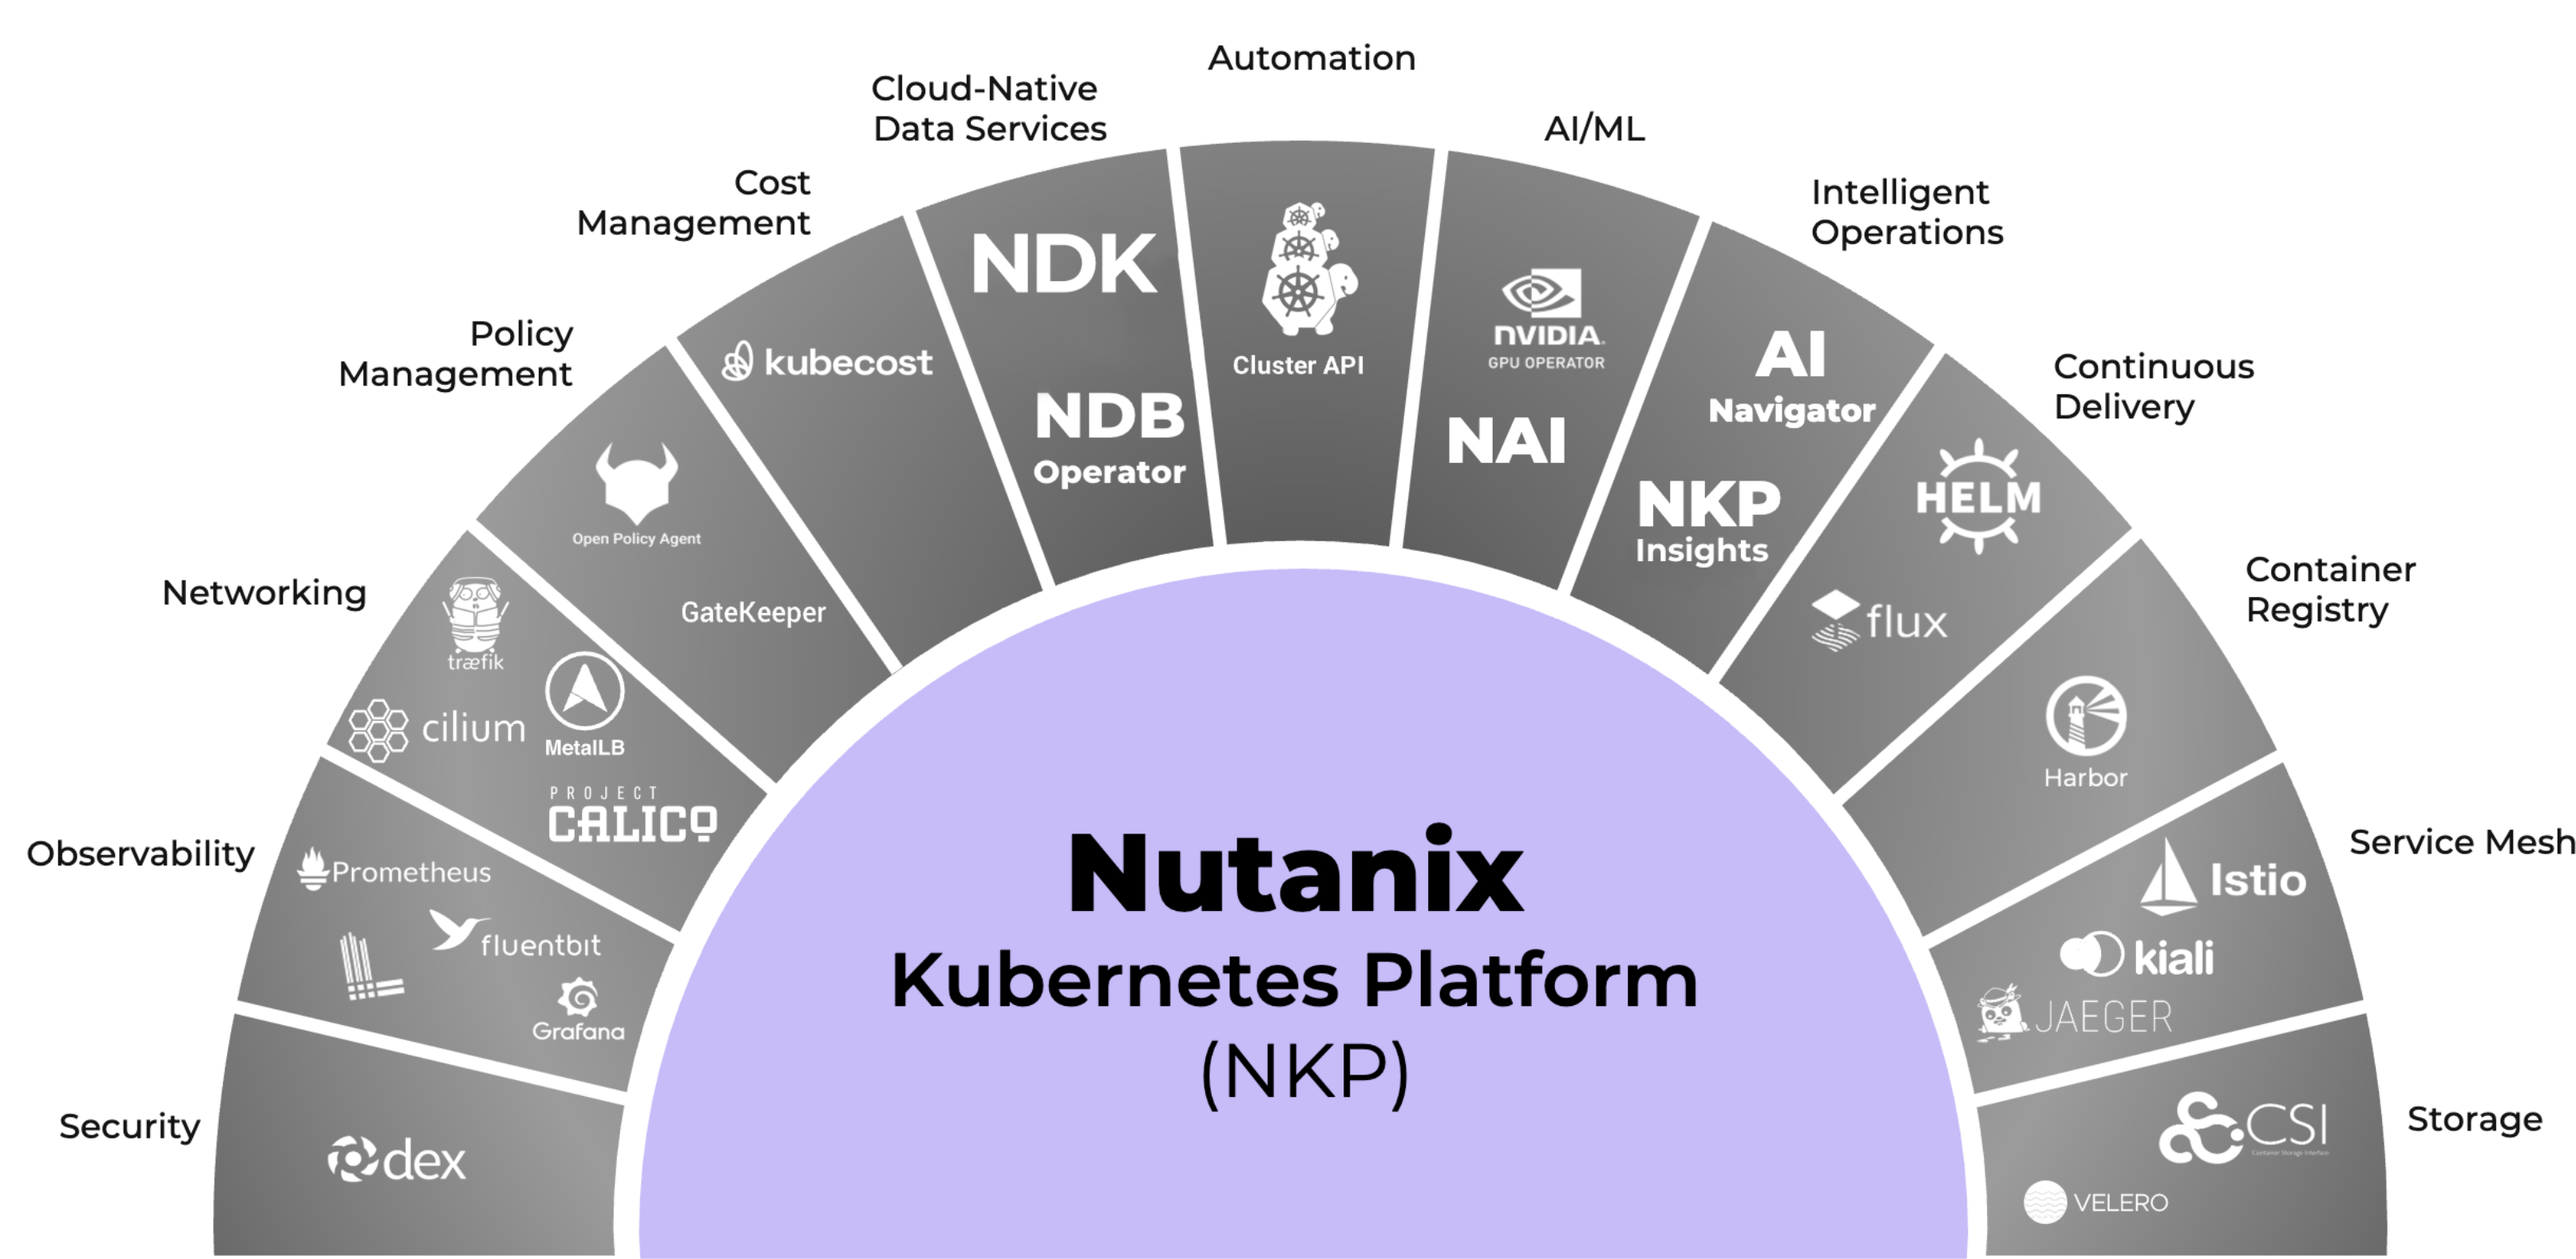 Automation
Cloud-Native
Data Services
AI/ML
Cost
Management
Intelligent
Operations
Policy
Management
Continuous
Delivery
Networking
Container
Registry
Observability
Service Mesh
Security
Storage
dex
Prometheus
fluentbit
Grafana
træfik
cilium
MetalLB
PROJECT
CALICO
Open Policy Agent
GateKeeper
kubecost
NDK
NDB
Operator
Cluster API
NVIDIA.
GPU OPERATOR
NAI
AI
Navigator
NKP
Insights
HELM
flux
Harbor
Istio
kiali
JAEGER
CSI
Container Storage Interface
VELERO
Nutanix
Kubernetes Platform
(NKP)